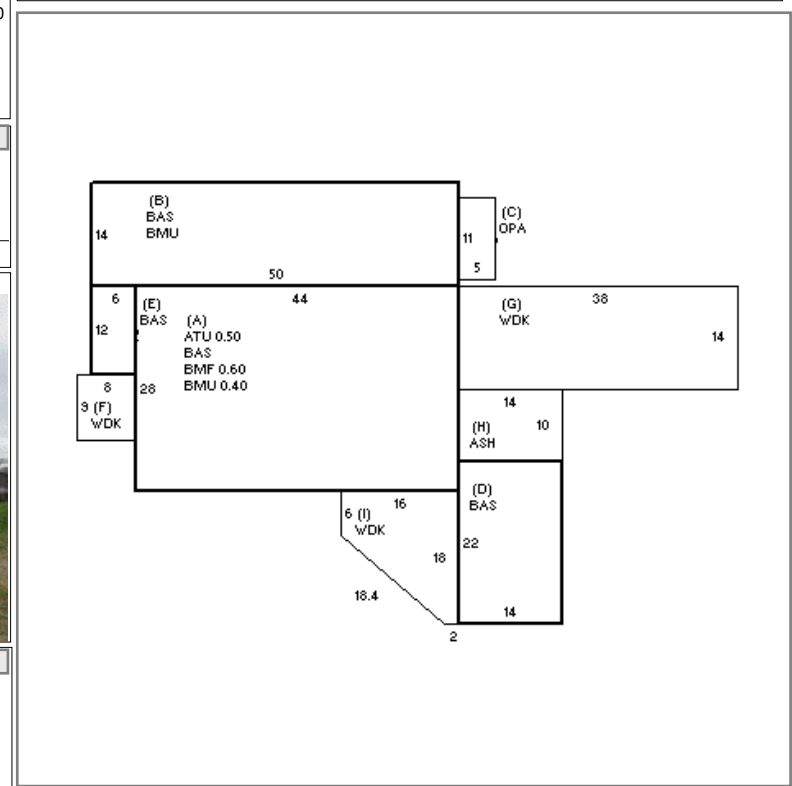 (B)
BAS
BMU
14
50
(C)
OPA
11
5
6
(E)
BAS
12
44
(A)
ATU 0.50
BAS
BMF 0.60
BMU 0.40
28
(G)
WDK
38
14
8
9 (F)
WDK
14
(H)
ASH
10
(D)
BAS
22
14
16
6 (I)
WDK
18
18.4
2